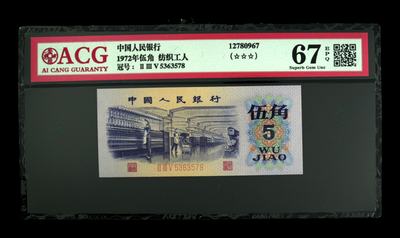 ACG
AI CANG GUARANTY
中国人民银行
1972年伍角 纺织工人
冠号：ⅡⅢⅤ5363578
12780967
(☆☆☆)
67 EPQ
Superb Gem Unc
中國人民銀行
伍角
5
WU
JIAO
ⅡⅢⅤ5363578